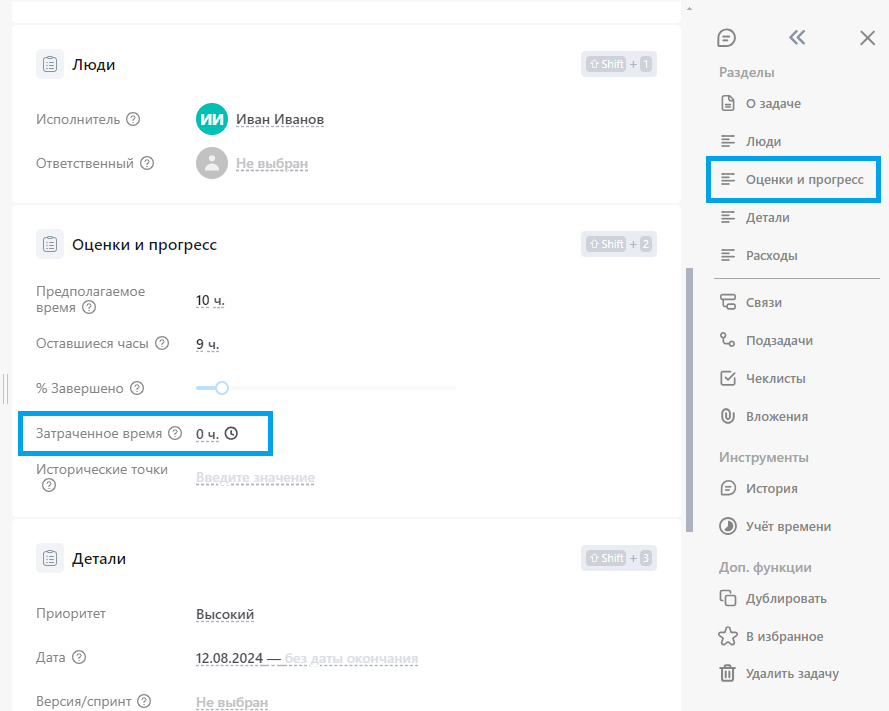 Люди
Shift + 1
Исполнитель ? ИИ Иван Иванов
Ответственный ? Не выбран
Оценки и прогресс
Shift + 2
Предполагаемое
время ? 10 ч.
Оставшиеся часы ? 9 ч.
% Завершено ?
Затраченное время ? 0 ч.
Исторические точки
? Введите значение
Детали
Shift + 3
Приоритет Высокий
Дата ? 12.08.2024 — без даты окончания
Версия/спринт ? Не выбран
Разделы
О задаче
Люди
Оценки и прогресс
Детали
Расходы
Связи
Подзадачи
Чеклисты
Вложения
Инструменты
История
Учёт времени
Доп. функции
Дублировать
В избранное
Удалить задачу